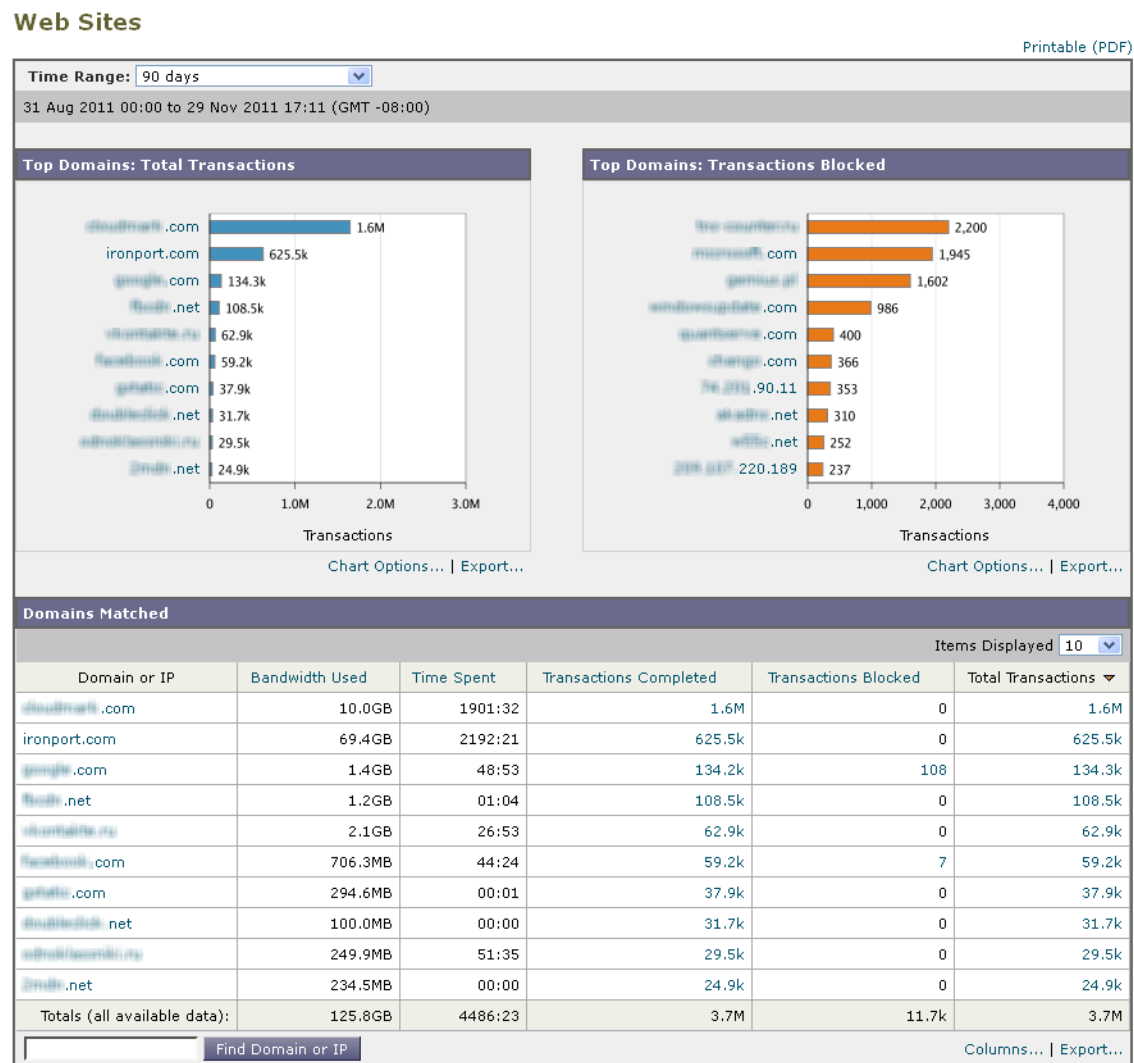 Web Sites
Printable (PDF)
Time Range: 90 days
31 Aug 2011 00:00 to 29 Nov 2011 17:11 (GMT -08:00)
Top Domains: Total Transactions
.com 1.6M
ironport.com 625.5k
.com 134.3k
.net 108.5k
62.9k
.com 59.2k
.com 37.9k
.net 31.7k
29.5k
.net 24.9k
0 1.0M 2.0M 3.0M
Transactions
Chart Options... | Export...
Top Domains: Transactions Blocked
2,200
com 1,945
1,602
.com 986
.com 400
.com 366
.90.11 353
.net 310
.net 252
220.189 237
0 1,000 2,000 3,000 4,000
Transactions
Chart Options... | Export...
Domains Matched
Items Displayed 10
Domain or IP Bandwidth Used Time Spent Transactions Completed Transactions Blocked Total Transactions
.com 10.0GB 1901:32 1.6M 0 1.6M
ironport.com 69.4GB 2192:21 625.5k 0 625.5k
.com 1.4GB 48:53 134.2k 108 134.3k
.net 1.2GB 01:04 108.5k 0 108.5k
2.1GB 26:53 62.9k 0 62.9k
.com 706.3MB 44:24 59.2k 7 59.2k
.com 294.6MB 00:01 37.9k 0 37.9k
net 100.0MB 00:00 31.7k 0 31.7k
249.9MB 51:35 29.5k 0 29.5k
.net 234.5MB 00:00 24.9k 0 24.9k
Totals (all available data): 125.8GB 4486:23 3.7M 11.7k 3.7M
Find Domain or IP
Columns... | Export...